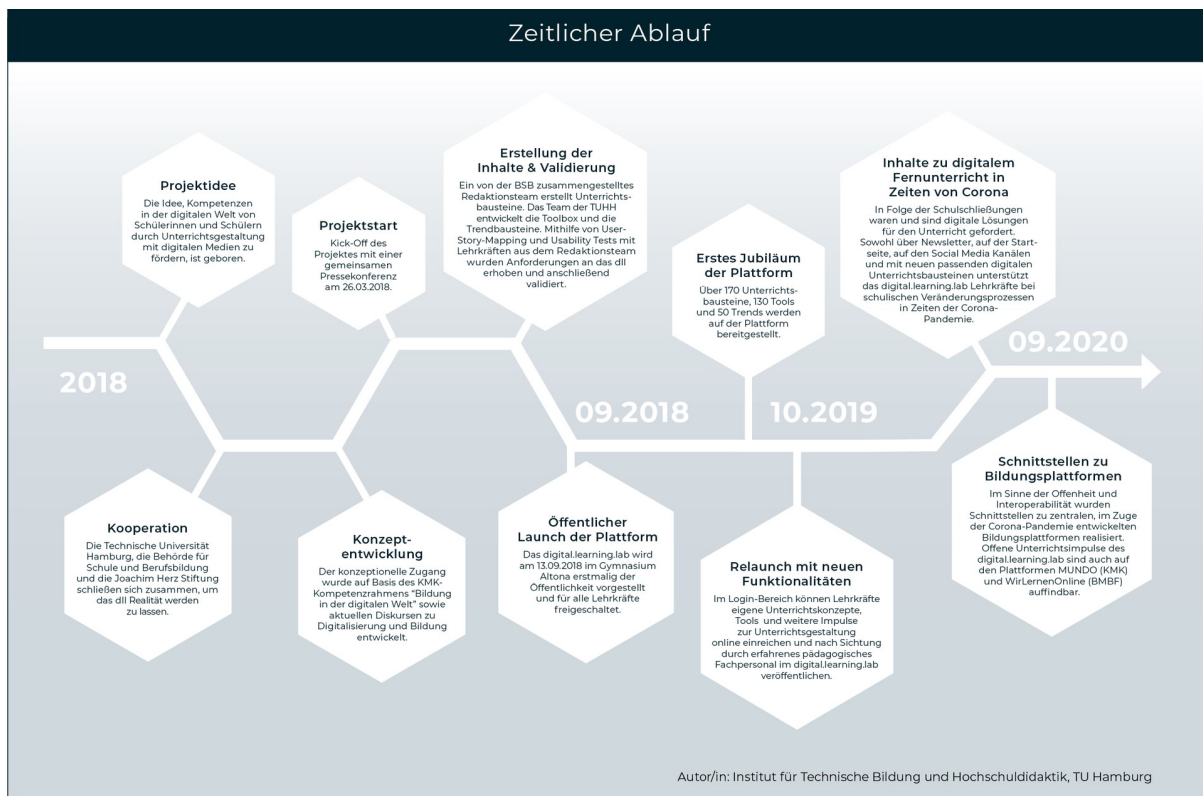 Zeitlicher Ablauf
Projektidee
Die Idee, Kompetenzen
in der digitalen Welt von
Schülerinnen und Schülern
durch Unterrichtsgestaltung
mit digitalen Medien zu
fördern, ist geboren.
Projektstart
Kick-Off des
Projektes mit einer
gemeinsamen
Pressekonferenz
am 26.03.2018.
Erstellung der
Inhalte & Validierung
Ein von der BSB zusammengestelltes
Redaktionsteam erstellt Unterrichts-
bausteine. Das Team der TUHH
entwickelt die Toolbox und die
Trendbausteine. Mithilfe von User-
Story-Mapping und Usability Tests mit
Lehrkräften aus dem Redaktionsteam
wurden Anforderungen an das dll
erhoben und anschließend
validiert.
Erstes Jubiläum
der Plattform
Über 170 Unterrichts-
bausteine, 130 Tools
und 50 Trends werden
auf der Plattform
bereitgestellt.
Inhalte zu digitalem
Fernunterricht in
Zeiten von Corona
In Folge der Schulschließungen
waren und sind digitale Lösungen
für den Unterricht gefordert.
Sowohl über Newsletter, auf der Start-
seite, auf den Social Media Kanälen
und mit neuen passenden digitalen
Unterrichtsbausteinen unterstützt
das digital.learning.lab Lehrkräfte bei
schulischen Veränderungsprozessen
in Zeiten der Corona-
Pandemie.
2018
09.2018
10.2019
09.2020
Kooperation
Die Technische Universität
Hamburg, die Behörde für
Schule und Berufsbildung
und die Joachim Herz Stiftung
schließen sich zusammen, um
das dll Realität werden
zu lassen.
Konzept-
entwicklung
Der konzeptionelle Zugang
wurde auf Basis des KMK-
Kompetenzrahmens "Bildung
in der digitalen Welt" sowie
aktuellen Diskursen zu
Digitalisierung und Bildung
entwickelt.
Öffentlicher
Launch der Plattform
Das digital.learning.lab wird
am 13.09.2018 im Gymnasium
Altona erstmalig der
Öffentlichkeit vorgestellt
und für alle Lehrkräfte
freigeschaltet.
Relaunch mit neuen
Funktionalitäten
Im Login-Bereich können Lehrkräfte
eigene Unterrichtskonzepte,
Tools und weitere Impulse
zur Unterrichtsgestaltung
online einreichen und nach Sichtung
durch erfahrenes pädagogisches
Fachpersonal im digital.learning.lab
veröffentlichen.
Schnittstellen zu
Bildungsplattformen
Im Sinne der Offenheit und
Interoperabilität wurden
Schnittstellen zu zentralen, im Zuge
der Corona-Pandemie entwickelten
Bildungsplattformen realisiert.
Offene Unterrichtsimpulse des
digital.learning.lab sind auch auf
den Plattformen MUNDO (KMK)
und WirLernenOnline (BMBF)
auffindbar.
Autor/in: Institut für Technische Bildung und Hochschuldidaktik, TU Hamburg